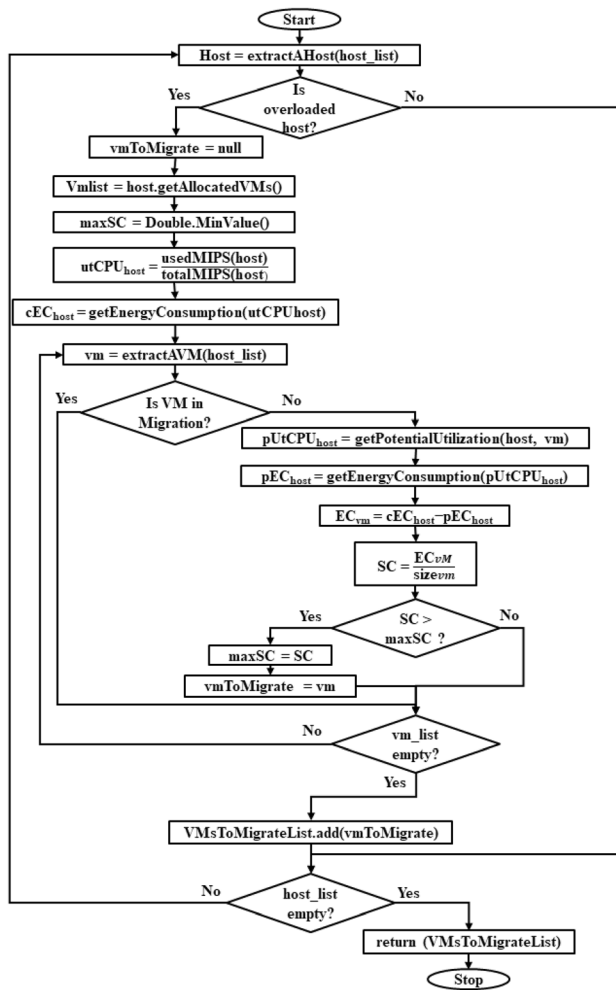 Start
Host = extractAHost(host_list)
Is
overloaded
host?
Yes
No
vmToMigrate = null
Vmlist = host.getAllocatedVMs()
maxSC = Double.MinValue()
utCPUhost = usedMIPS(host)
totalMIPS(host)
cEChost = getEnergyConsumption(utCPUhost)
vm = extractAVM(host_list)
Yes
Is VM in
Migration?
No
pUtCPUhost = getPotentialUtilization(host, vm)
pEChost = getEnergyConsumption(pUtCPUhost)
ECvm = cEChost−pEChost
SC = ECvM
sizevm
Yes
SC >
maxSC ?
No
maxSC = SC
vmToMigrate = vm
No
vm_list
empty?
Yes
VMsToMigrateList.add(vmToMigrate)
No
host_list
empty?
Yes
return (VMsToMigrateList)
Stop